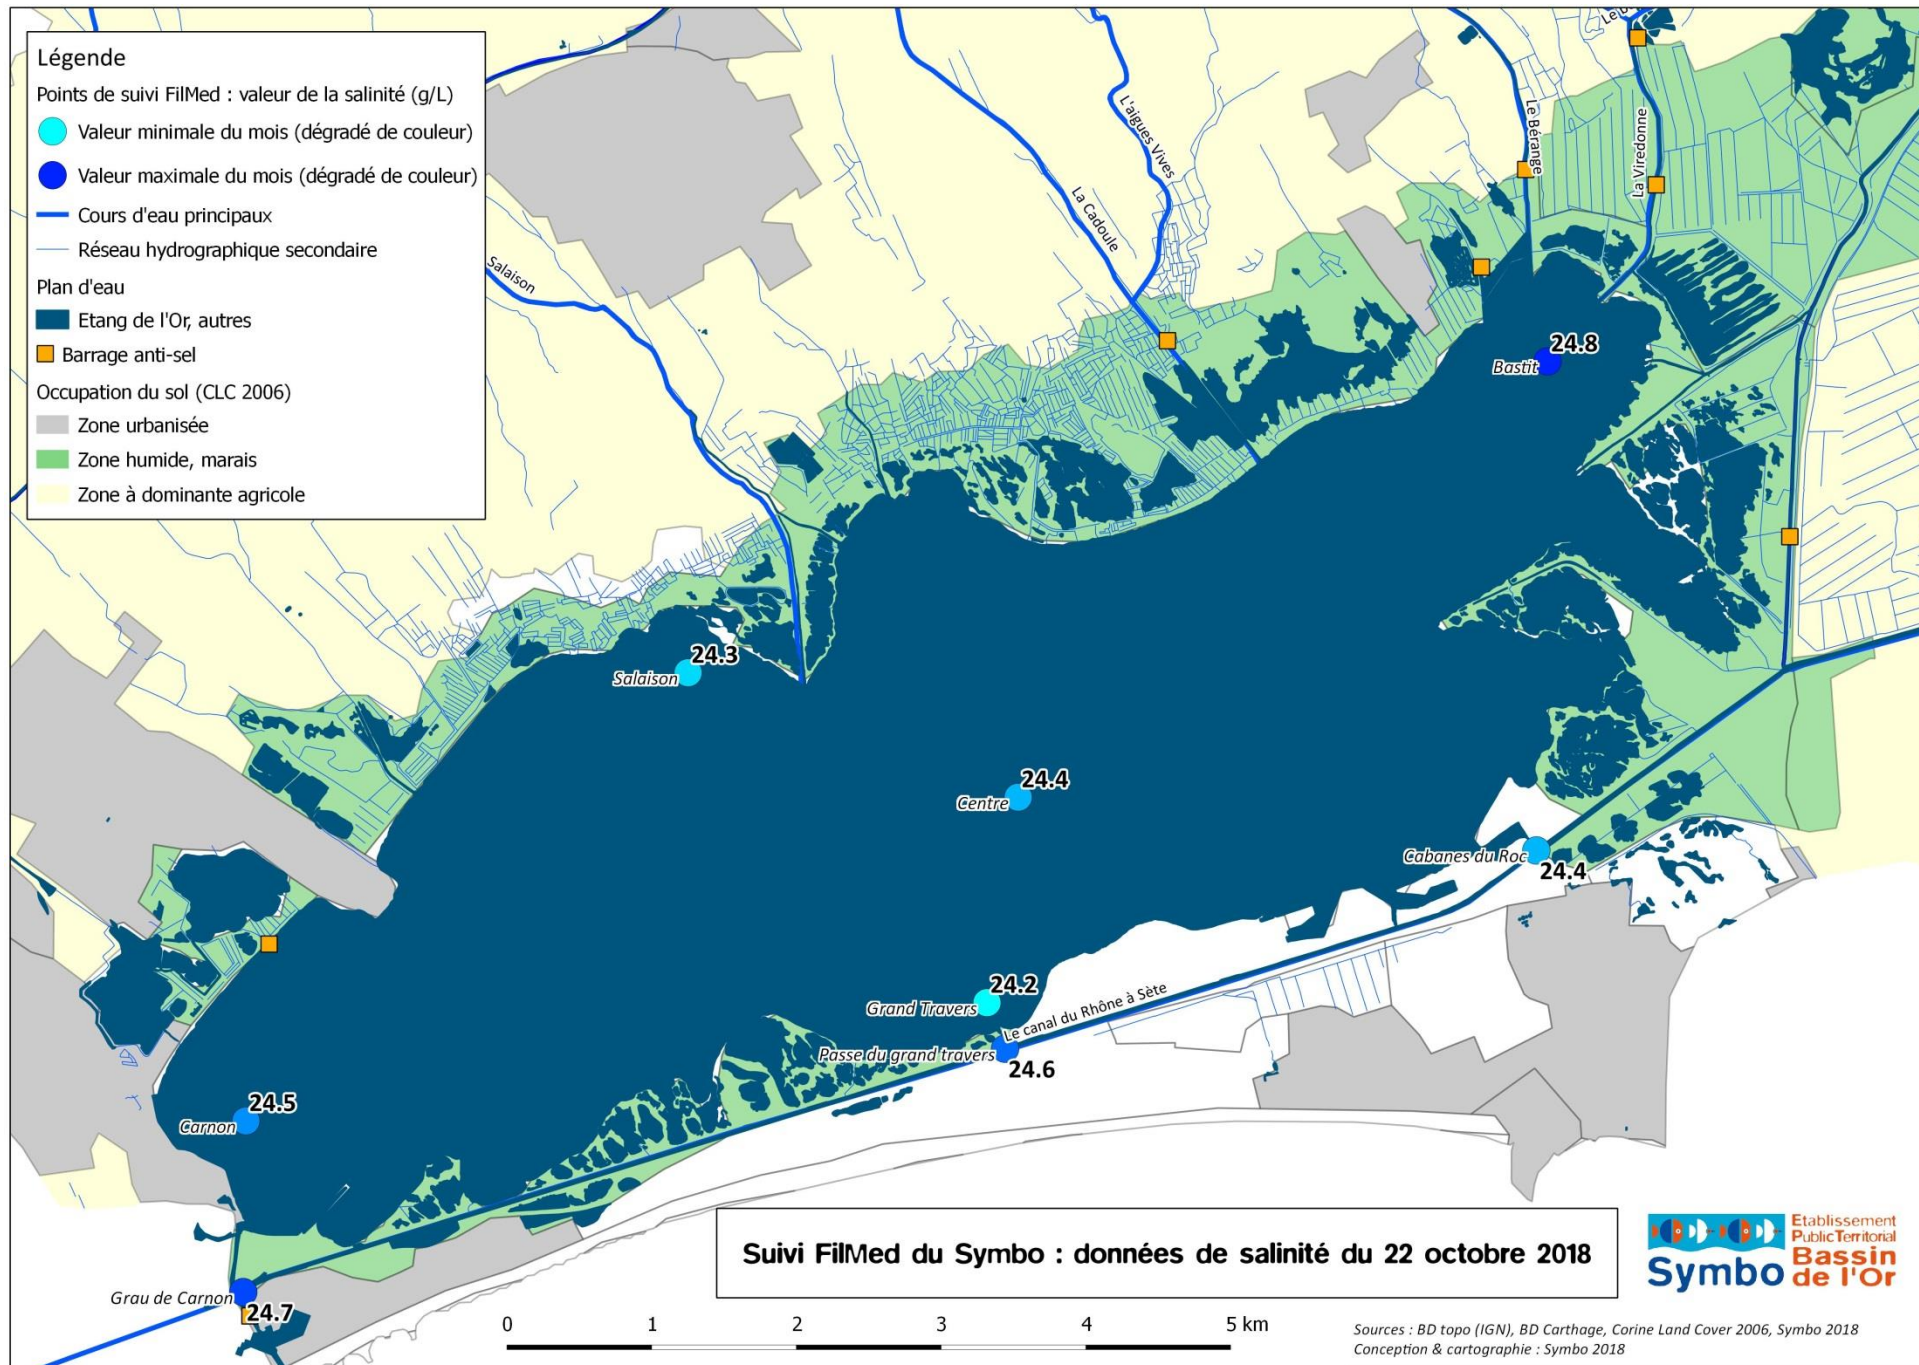 Légende
Points de suivi FilMed : valeur de la salinité (g/L)
Valeur minimale du mois (dégradé de couleur)
Valeur maximale du mois (dégradé de couleur)
Cours d'eau principaux
Réseau hydrographique secondaire
Plan d'eau
Etang de l'Or, autres
Barrage anti-sel
Occupation du sol (CLC 2006)
Zone urbanisée
Zone humide, marais
Zone à dominante agricole
Salaison
La Cadoule
L'aigues Vives
Le Bérange
La Viredonne
24.8
Bastit
24.3
Salaison
24.4
Centre
Cabanes du Roc
24.4
24.2
Grand Travers
Le canal du Rhône à Sète
Passe du grand travers
24.6
24.5
Carnon
Grau de Carnon
24.7
Suivi FilMed du Symbo : données de salinité du 22 octobre 2018
0 1 2 3 4 5 km
Etablissement
Public Territorial
Bassin
de l'Or
Symbo
Sources : BD topo (IGN), BD Carthage, Corine Land Cover 2006, Symbo 2018
Conception & cartographie : Symbo 2018